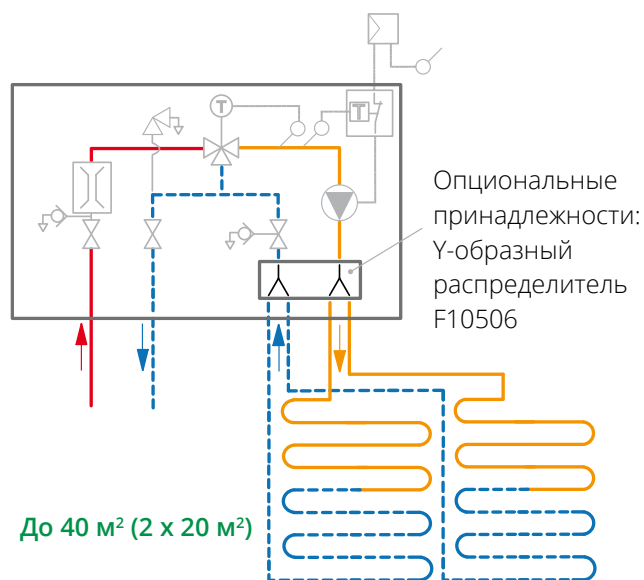 T
T
Опциональные
принадлежности:
Y-образный
распределитель
F10506
До 40 м² (2 x 20 м²)